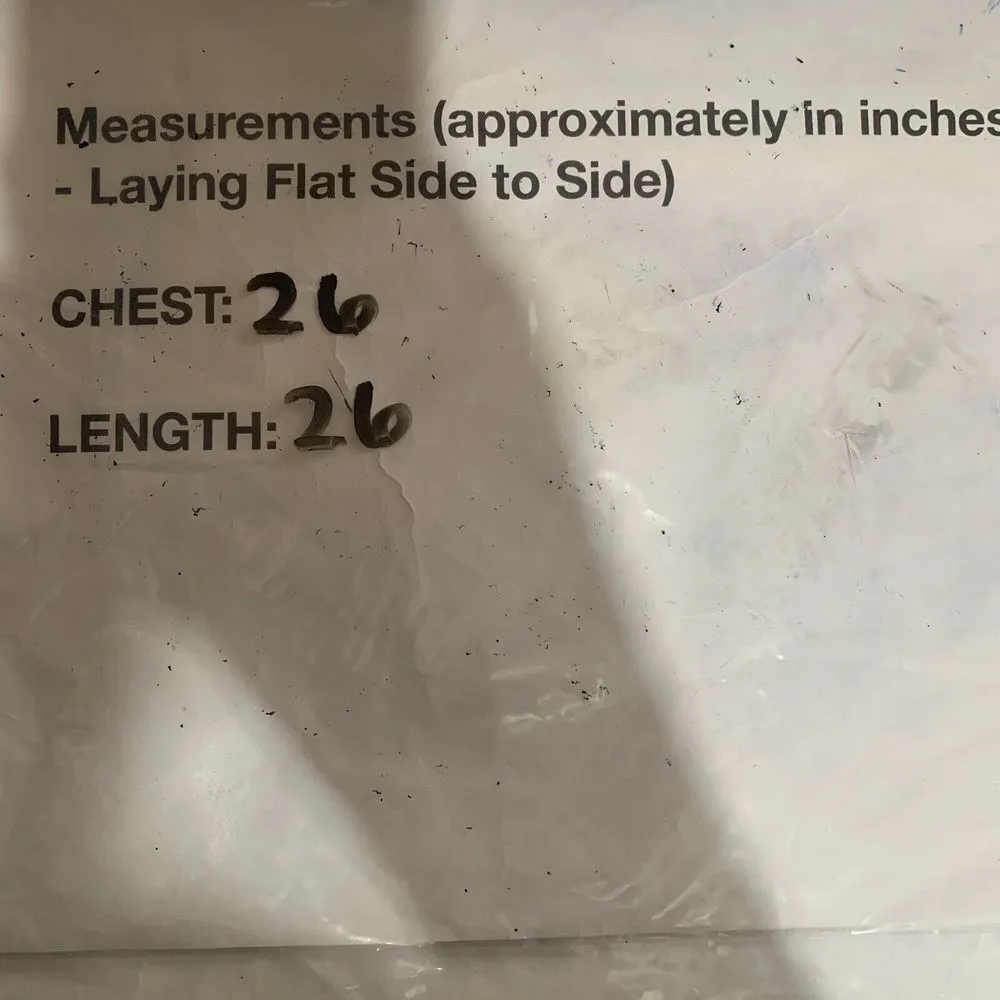 Measurements (approximately in inches
- Laying Flat Side to Side)
CHEST: 26
LENGTH: 26